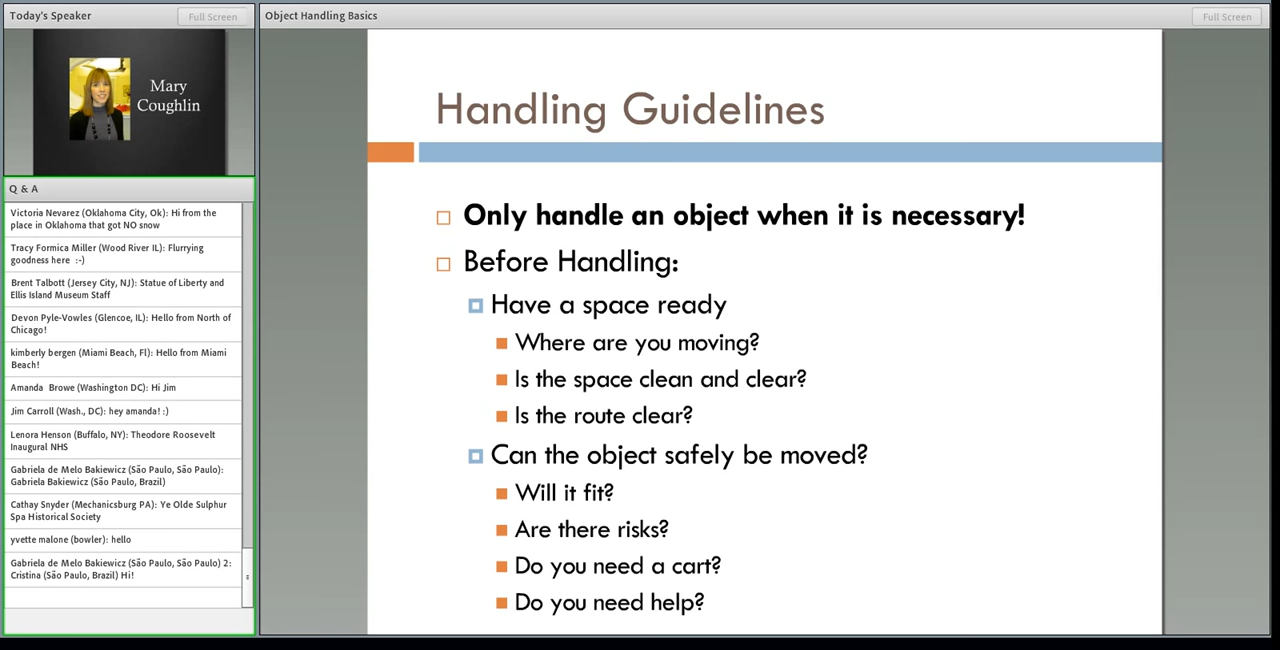 Today's Speaker
Full Screen
Mary
Coughlin
Q & A
Victoria Nevarez (Oklahoma City, Ok): Hi from the
place in Oklahoma that got NO snow
Tracy Formica Miller (Wood River IL): Flurrying
goodness here :-)
Brent Talbott (Jersey City, NJ): Statue of Liberty and
Ellis Island Museum Staff
Devon Pyle-Vowles (Glencoe, IL): Hello from North of
Chicago!
kimberly bergen (Miami Beach, Fl): Hello from Miami
Beach!
Amanda Browe (Washington DC): Hi Jim
Jim Carroll (Wash., DC): hey amanda! :)
Lenora Henson (Buffalo, NY): Theodore Roosevelt
Inaugural NHS
Gabriela de Melo Bakiewicz (São Paulo, São Paulo):
Gabriela Bakiewicz (São Paulo, Brazil)
Cathay Snyder (Mechanicsburg PA): Ye Olde Sulphur
Spa Historical Society
yvette malone (bowler): hello
Gabriela de Melo Bakiewicz (São Paulo, São Paulo) 2:
Cristina (São Paulo, Brazil) Hi!
Object Handling Basics
Full Screen
Handling Guidelines
Only handle an object when it is necessary!
Before Handling:
Have a space ready
Where are you moving?
Is the space clean and clear?
Is the route clear?
Can the object safely be moved?
Will it fit?
Are there risks?
Do you need a cart?
Do you need help?